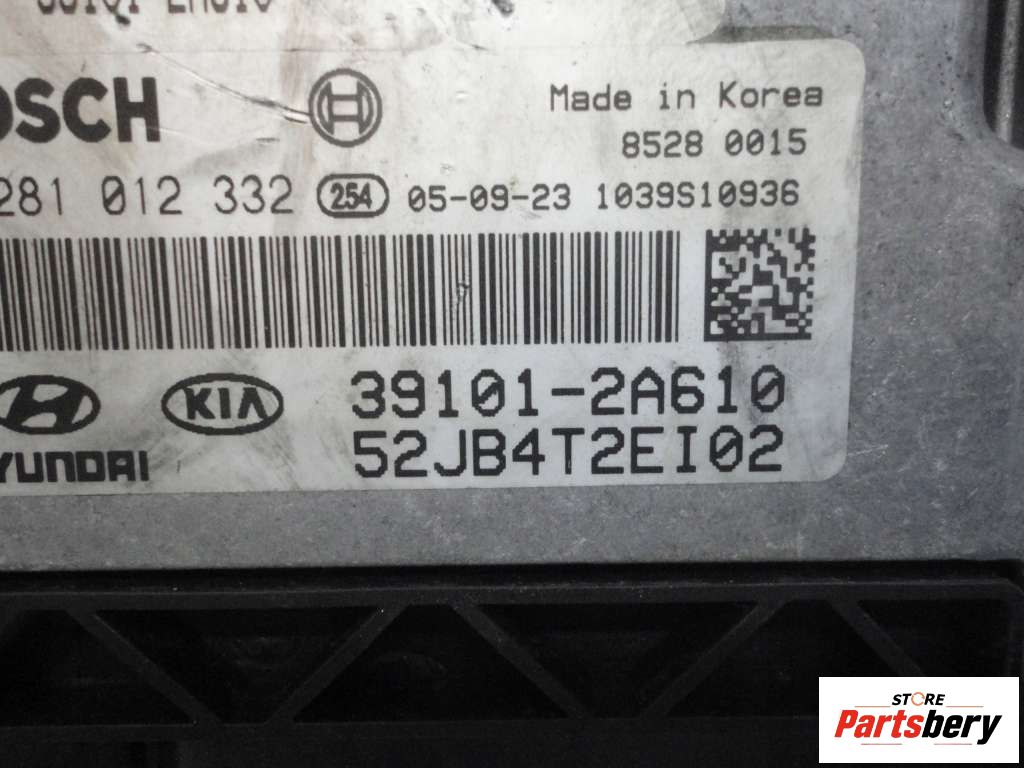 OSCH
Made in Korea
8528 0015
281 012 332 254 05-09-23 1039S10936
KIA 39101-2A610
YUNDAI 52JB4T2EI02
STORE
Partsbery